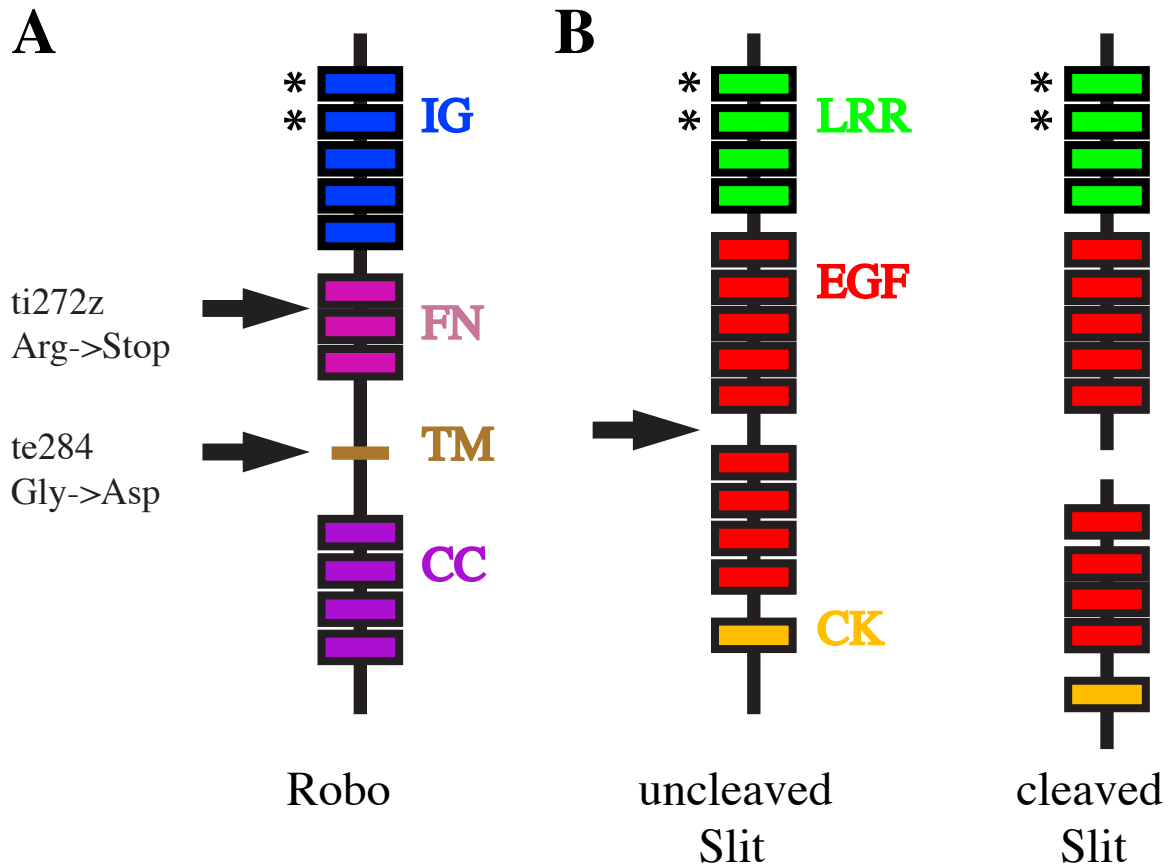 A
B
*
*
IG
*
*
LRR
*
*
EGF
ti272z
Arg->Stop
FN
te284
Gly->Asp
TM
CC
CK
Robo
uncleaved
Slit
cleaved
Slit